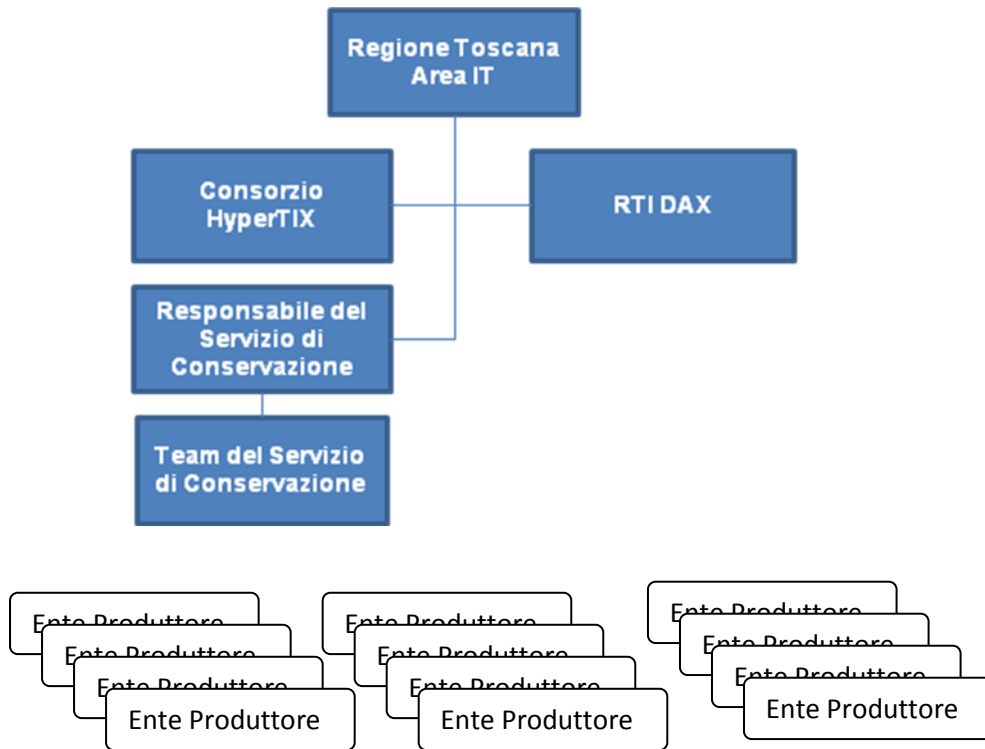 Regione Toscana
Area IT
Consorzio
HyperTIX
RTI DAX
Responsabile del
Servizio di
Conservazione
Team del Servizio
di Conservazione
Ente Produttore
Ente Produttore
Ente Produttore
Ente Produttore
Ente Produttore
Ente Produttore
Ente Produttore
Ente Produttore
Ente Produttore
Ente Produttore
Ente Produttore
Ente Produttore